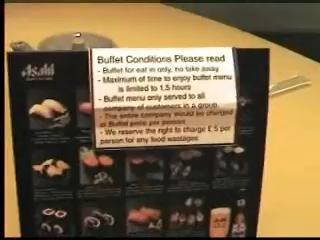 Asahi
Buffet Conditions Please read
- Buffet for eat in only, no take away
- Maximum of time to enjoy buffet menu
is limited to 1.5 hours
- Buffet menu only served to all
company of customers in a group.
- The entire company would be charged
at Buffet price per person
- We reserve the right to charge £ 5 per
person for any food wastages